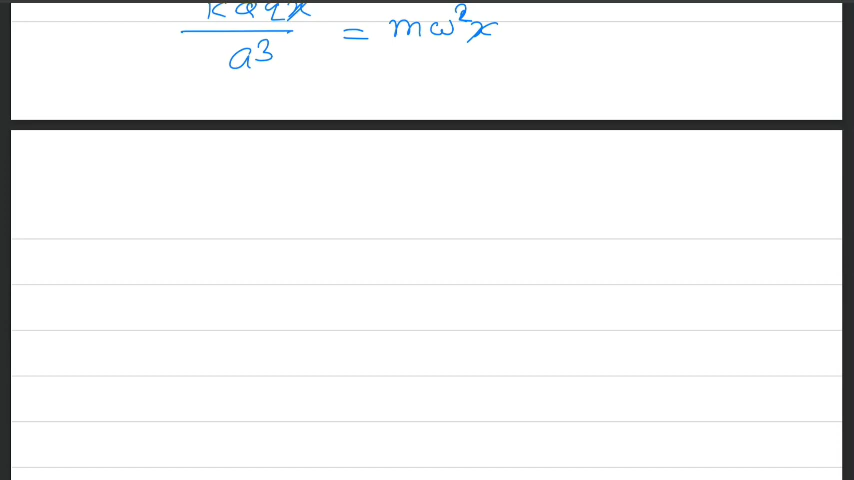 kQqx/a³ = mω²x